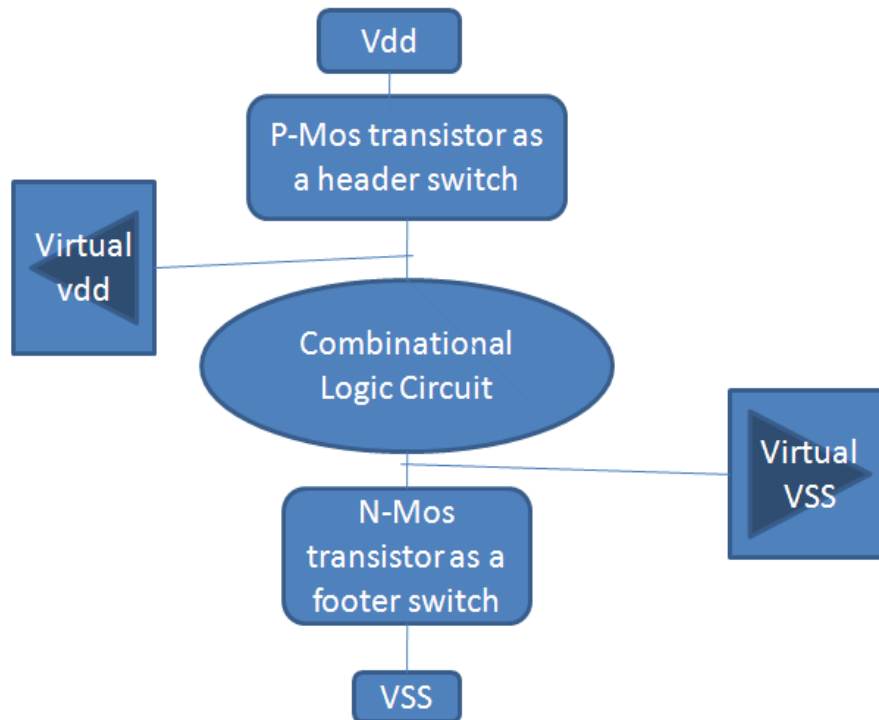 Vdd
P-Mos transistor as
a header switch
Virtual
vdd
Combinational
Logic Circuit
Virtual
VSS
N-Mos
transistor as a
footer switch
VSS